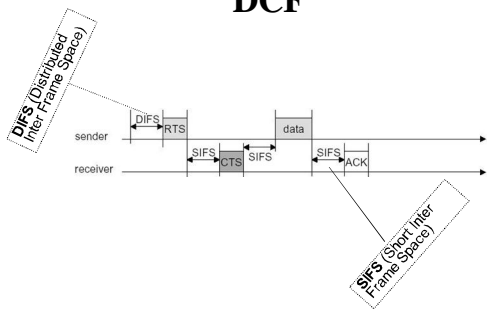 DCF
DIFS (Distributed
Inter Frame Space)
DIFS
RTS
data
sender
SIFS
CTS
SIFS
SIFS
ACK
receiver
SIFS (Short Inter
Frame Space)